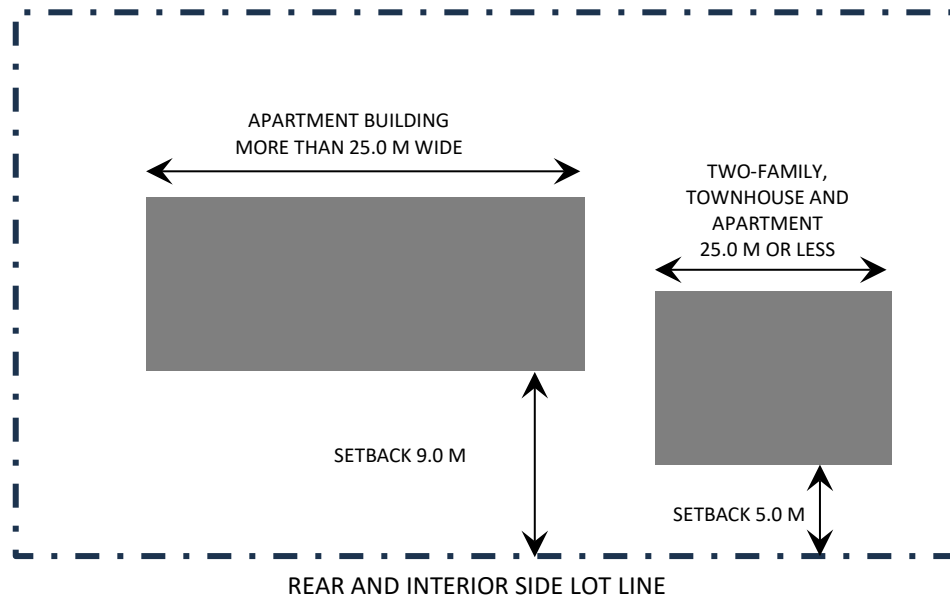 APARTMENT BUILDING
MORE THAN 25.0 M WIDE
TWO-FAMILY,
TOWNHOUSE AND
APARTMENT
25.0 M OR LESS
SETBACK 9.0 M
SETBACK 5.0 M
REAR AND INTERIOR SIDE LOT LINE